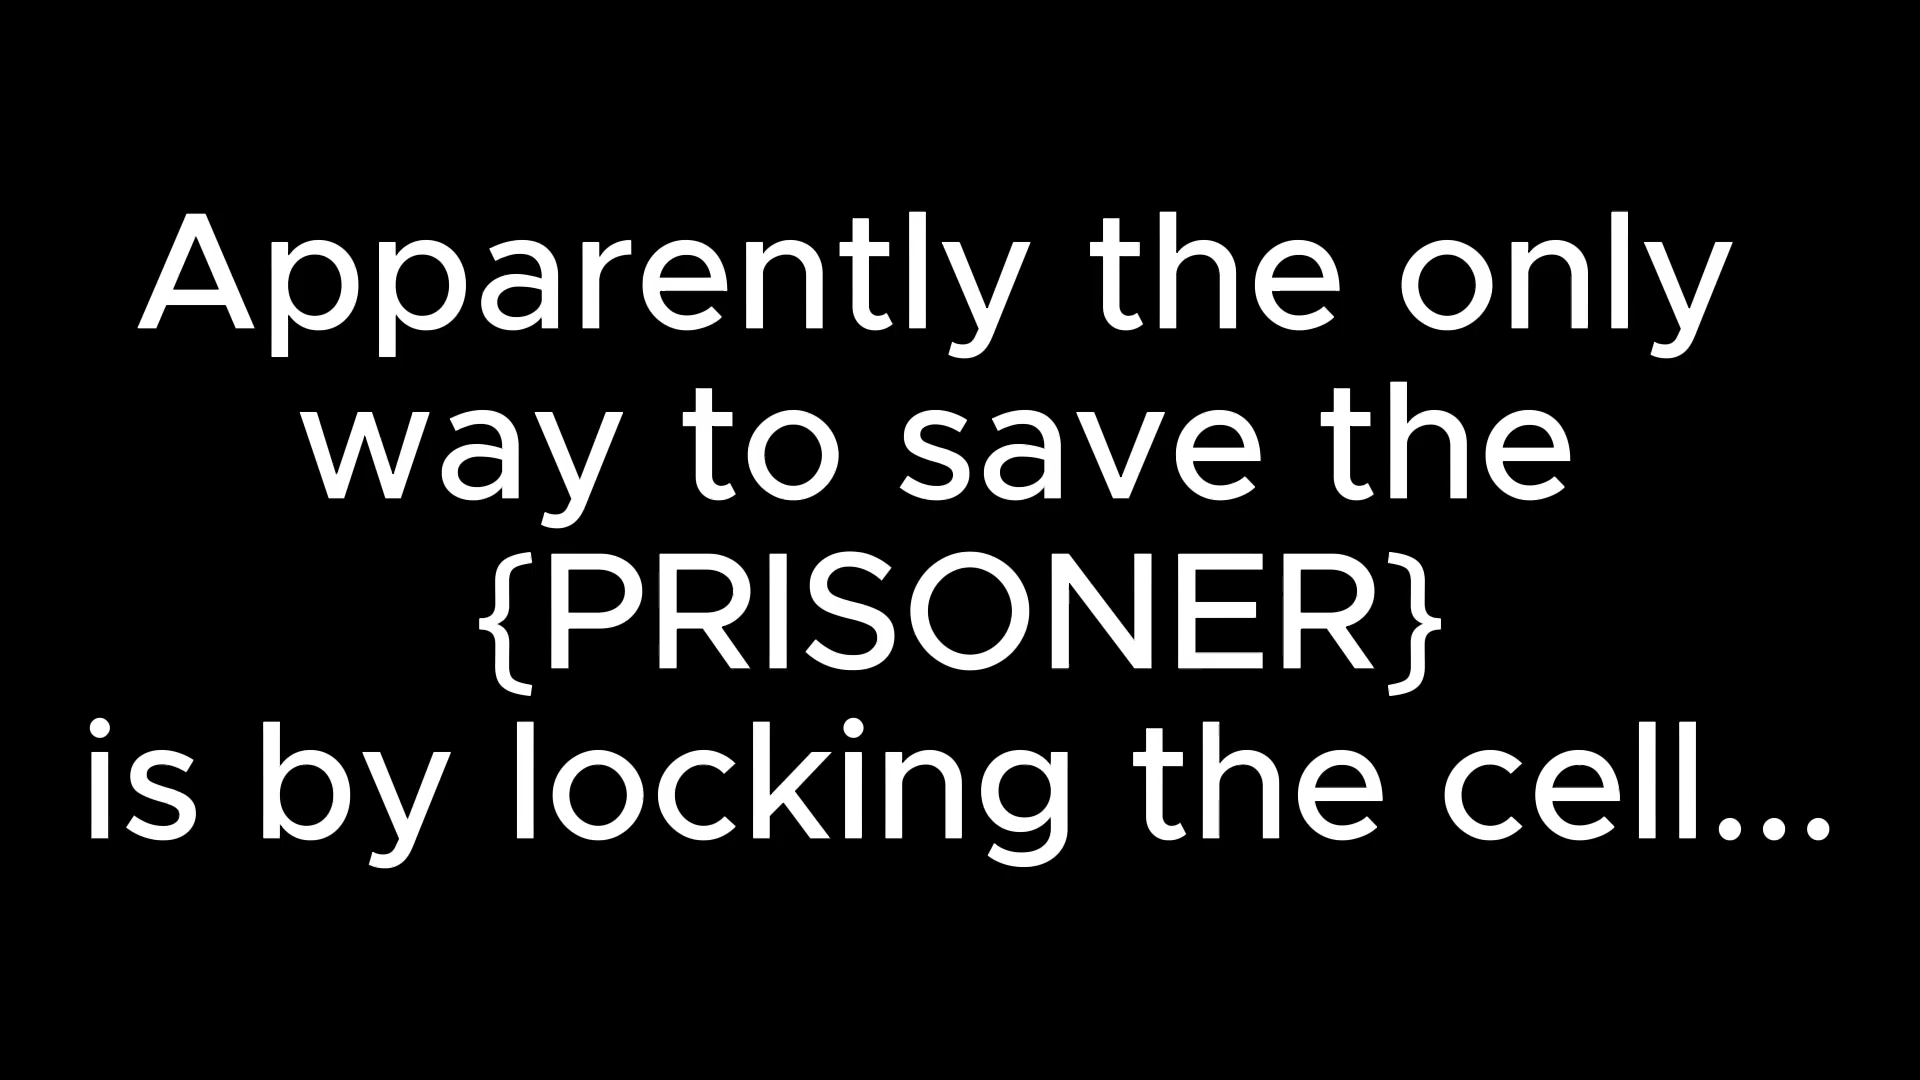 Apparently the only
way to save the
{PRISONER}
is by locking the cell...